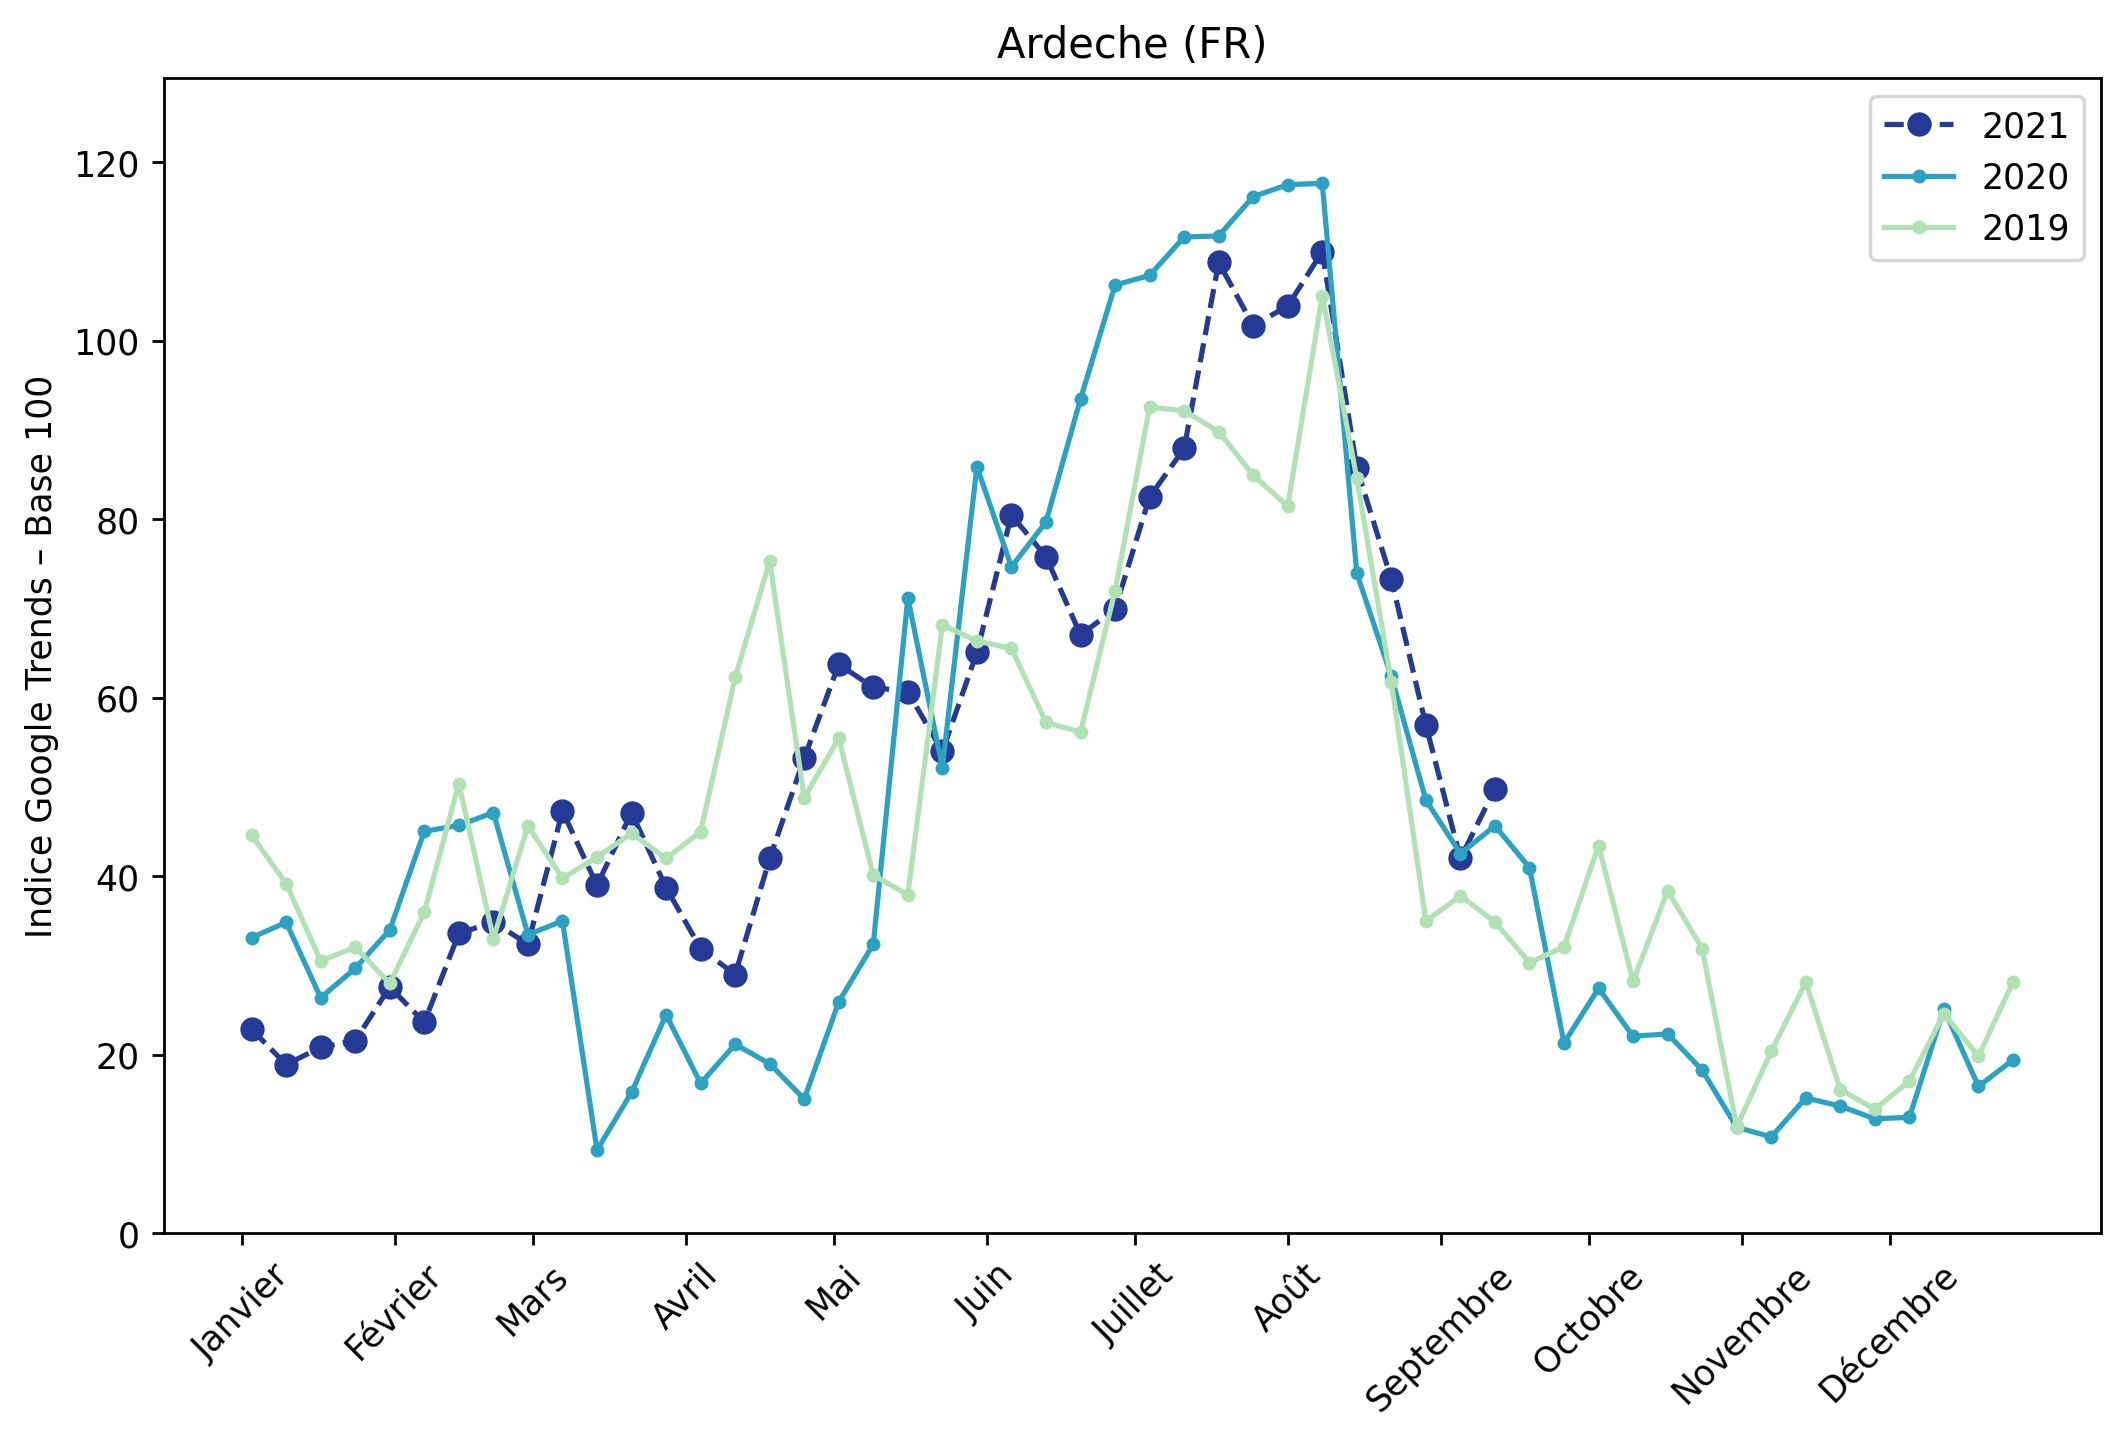 Ardeche (FR)
2021
2020
2019
Indice Google Trends – Base 100
120
100
80
60
40
20
0
Janvier
Février
Mars
Avril
Mai
Juin
Juillet
Août
Septembre
Octobre
Novembre
Décembre